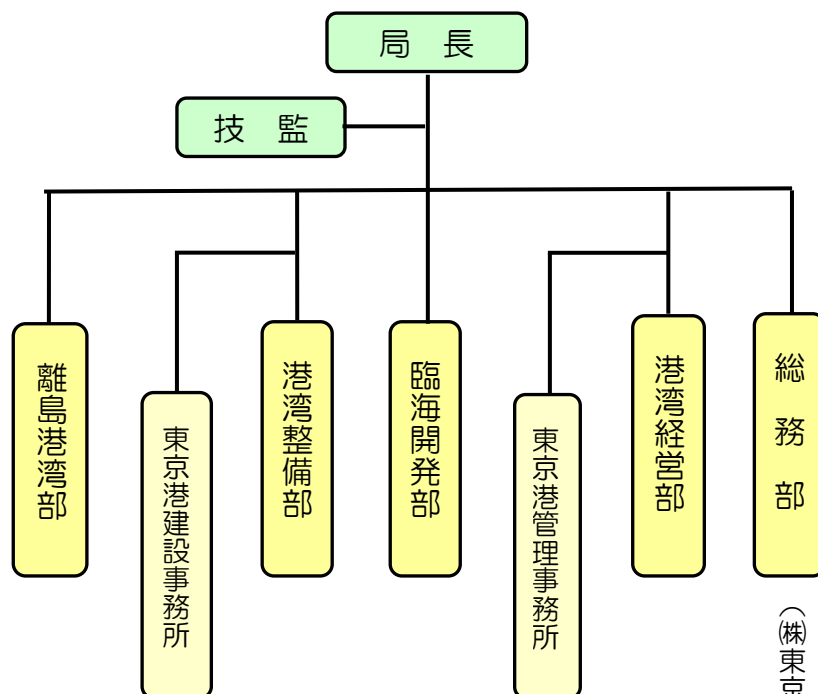 局　長
技　監
総務部
港湾経営部
東京港管理事務所
臨海開発部
港湾整備部
東京港建設事務所
離島港湾部
(㈱東京